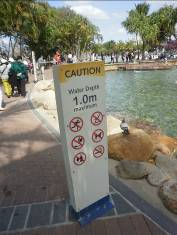 CAUTION
Water Depth
1.0m
maximum